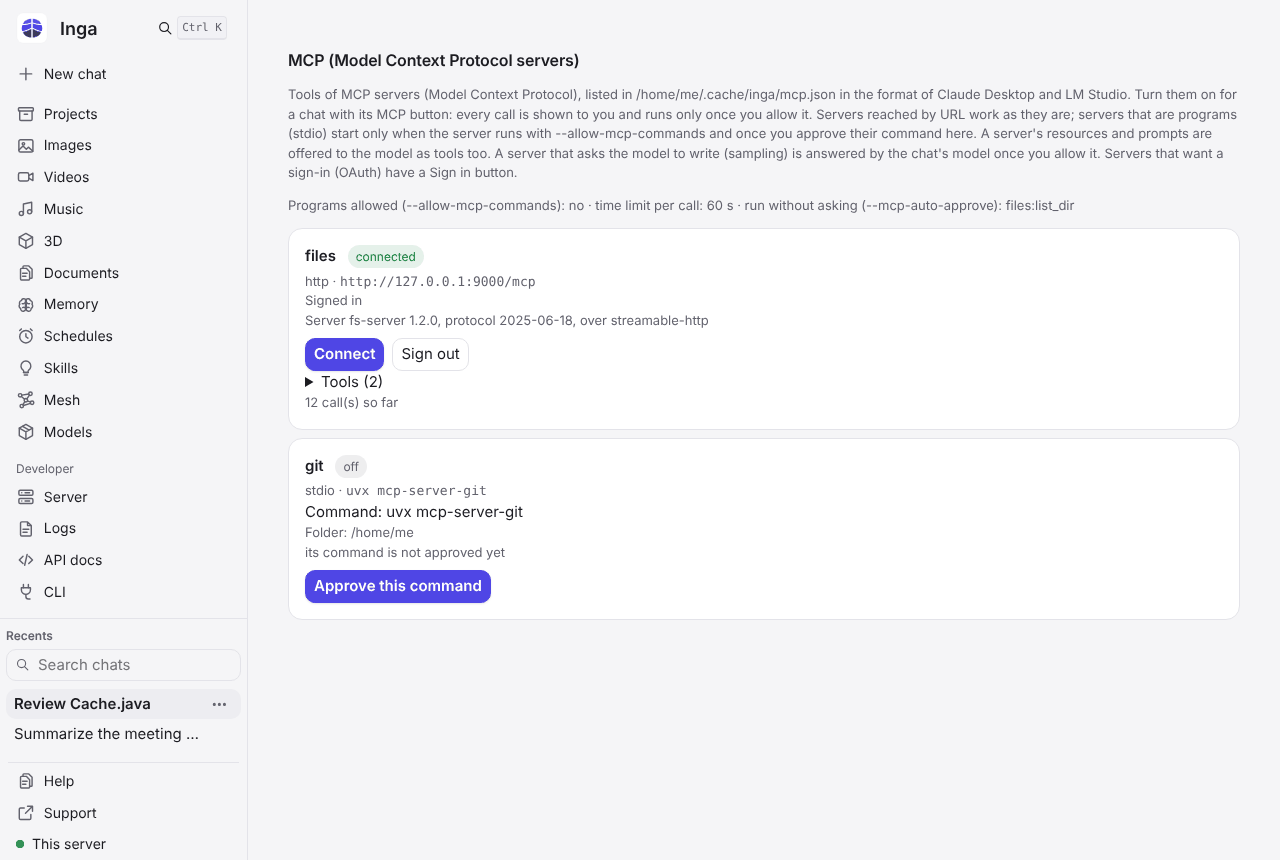 Inga
Ctrl K
New chat
Projects
Images
Videos
Music
3D
Documents
Memory
Schedules
Skills
Mesh
Models
Developer
Server
Logs
API docs
CLI
Recents
Search chats
Review Cache.java
Summarize the meeting ...
Help
Support
This server
MCP (Model Context Protocol servers)
Tools of MCP servers (Model Context Protocol), listed in /home/me/.cache/inga/mcp.json in the format of Claude Desktop and LM Studio. Turn them on for
a chat with its MCP button: every call is shown to you and runs only once you allow it. Servers reached by URL work as they are; servers that are programs
(stdio) start only when the server runs with --allow-mcp-commands and once you approve their command here. A server's resources and prompts are
offered to the model as tools too. A server that asks the model to write (sampling) is answered by the chat's model once you allow it. Servers that want a
sign-in (OAuth) have a Sign in button.
Programs allowed (--allow-mcp-commands): no · time limit per call: 60 s · run without asking (--mcp-auto-approve): files:list_dir
files connected
http · http://127.0.0.1:9000/mcp
Signed in
Server fs-server 1.2.0, protocol 2025-06-18, over streamable-http
Connect Sign out
Tools (2)
12 call(s) so far
git off
stdio · uvx mcp-server-git
Command: uvx mcp-server-git
Folder: /home/me
its command is not approved yet
Approve this command